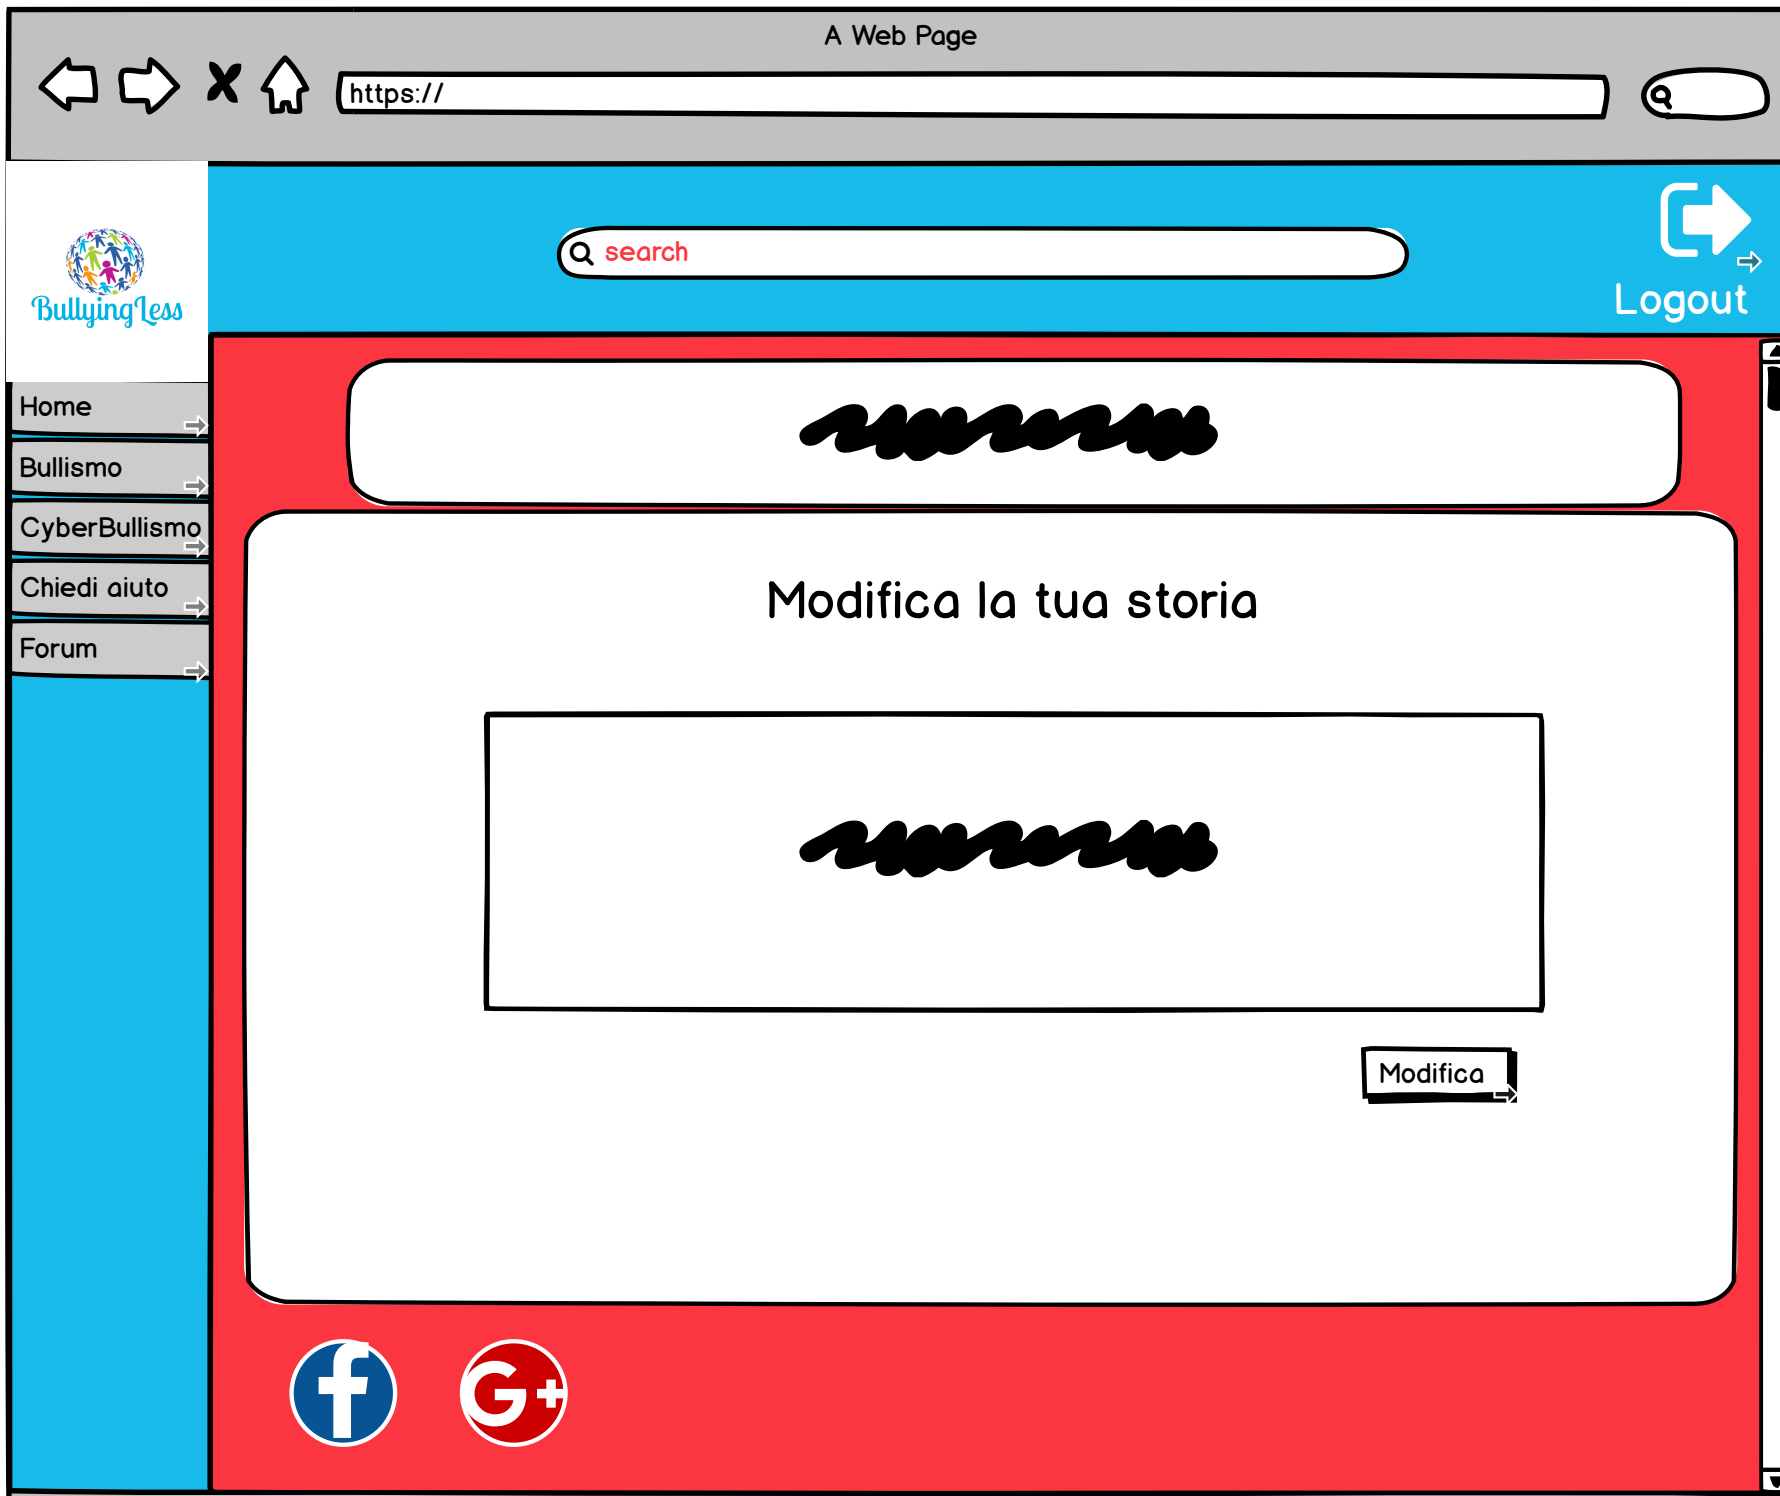 A Web Page
https://
search
Logout
BullyingLess
Home
Bullismo
CyberBullismo
Chiedi aiuto
Forum
Modifica la tua storia
Modifica
f
G+